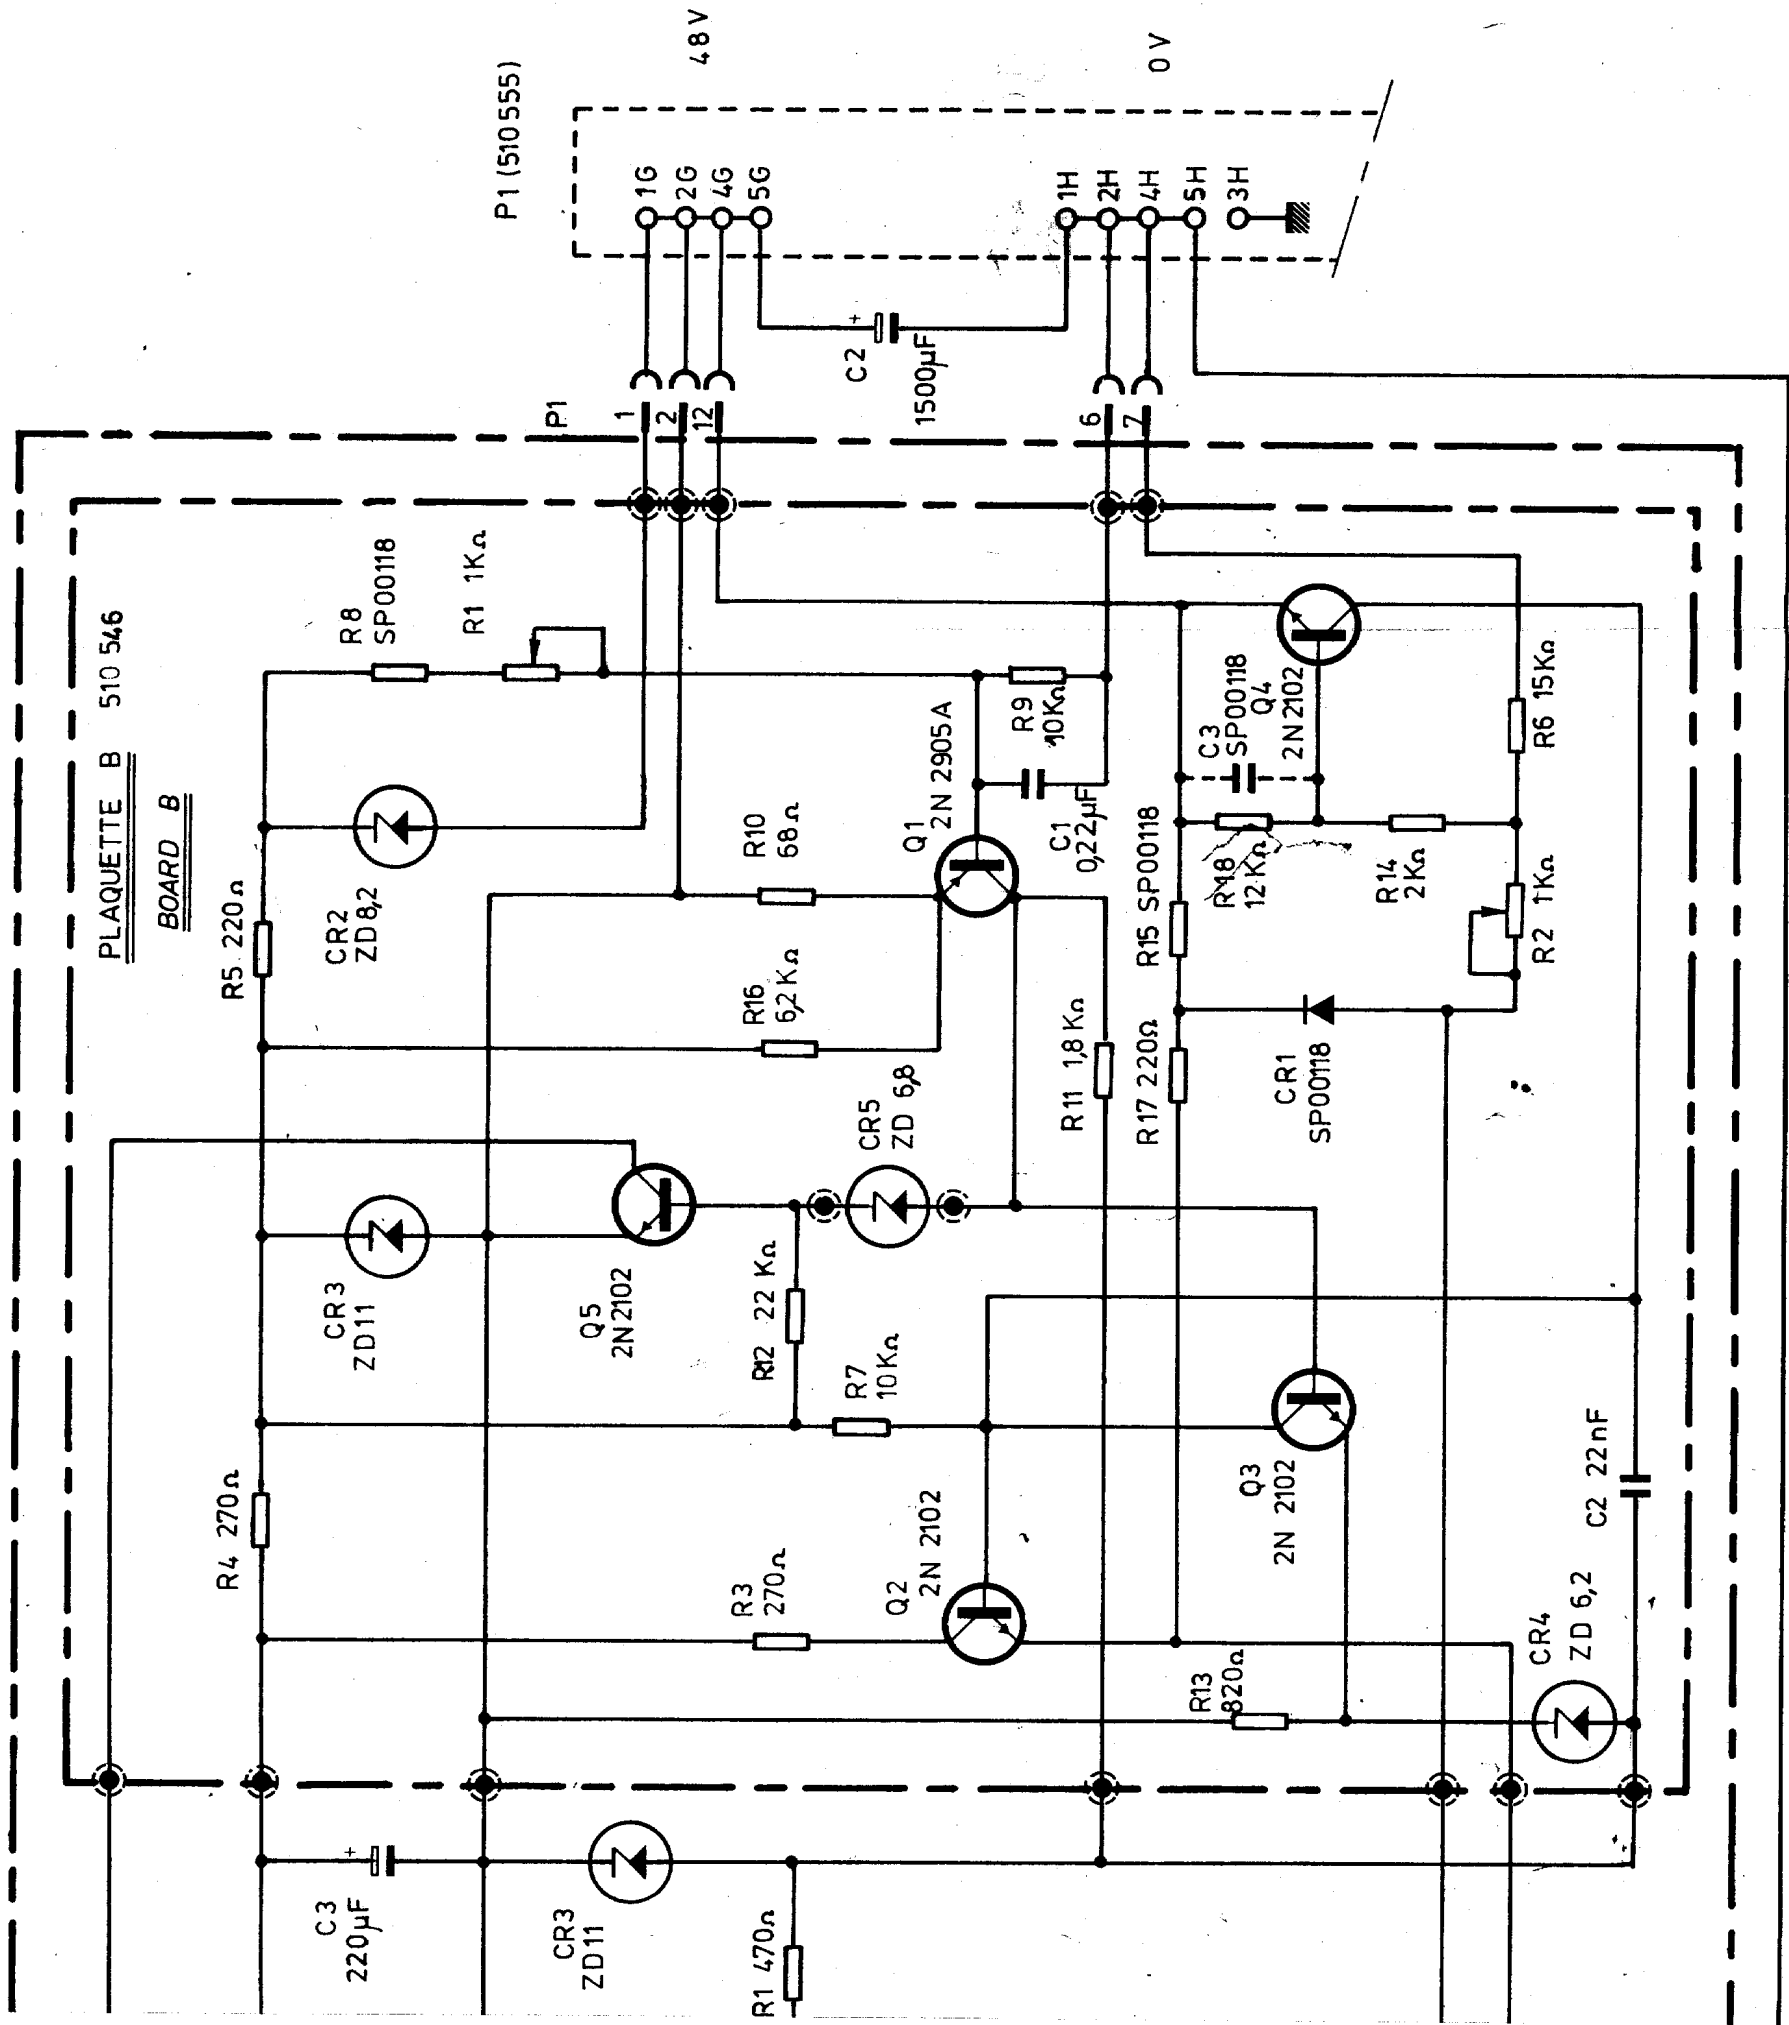 48V
0V
P1 (510555)
1G
2G
4G
5G
1H
2H
4H
5H
3H
C2
+
1500µF
P1
1
2
12
6
7
PLAQUETTE B 510 546
BOARD B
R8
SP00118
R1 1KΩ
R5 220Ω
CR2
ZD8,2
R10
68Ω
Q1
2N 2905A
R9
10KΩ
C1
0,22µF
C3
SP00118
Q4
2N2102
R6 15KΩ
R15 SP00118
R18
12KΩ
R14
2KΩ
R2 1KΩ
R16
6,2KΩ
R11 1,8KΩ
R17 220Ω
CR1
SP00118
CR3
ZD11
Q5
2N2102
CR5
ZD 6,8
R12 22 KΩ
R7
10KΩ
R4 270Ω
R3
270Ω
Q2
2N 2102
Q3
2N 2102
C2 22nF
R13
820Ω
CR4
ZD 6,2
C3
220µF
+
CR3
ZD11
R1 470Ω